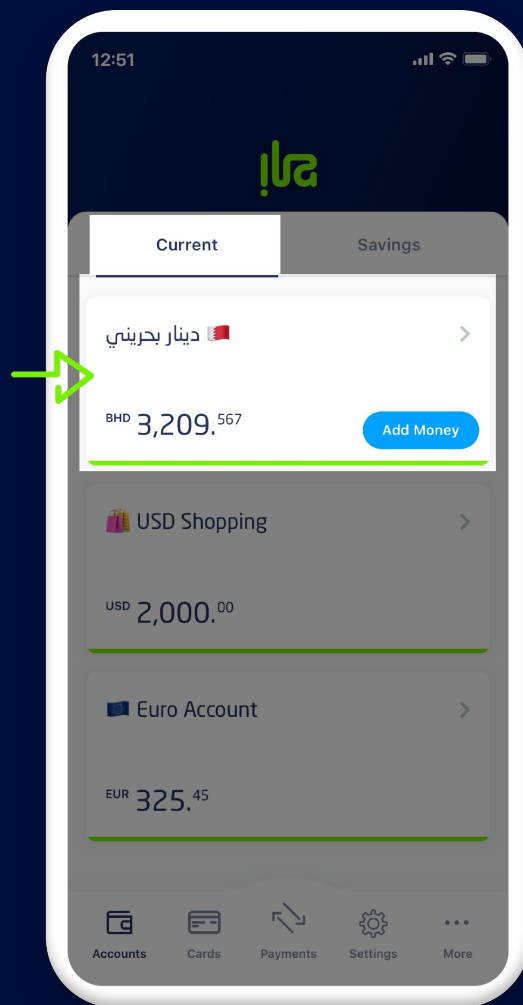 12:51
ila إلى
Current
Savings
دينار بحريني
BHD 3,209.567
Add Money
USD Shopping
USD 2,000.00
Euro Account
EUR 325.45
Accounts
Cards
Payments
Settings
More